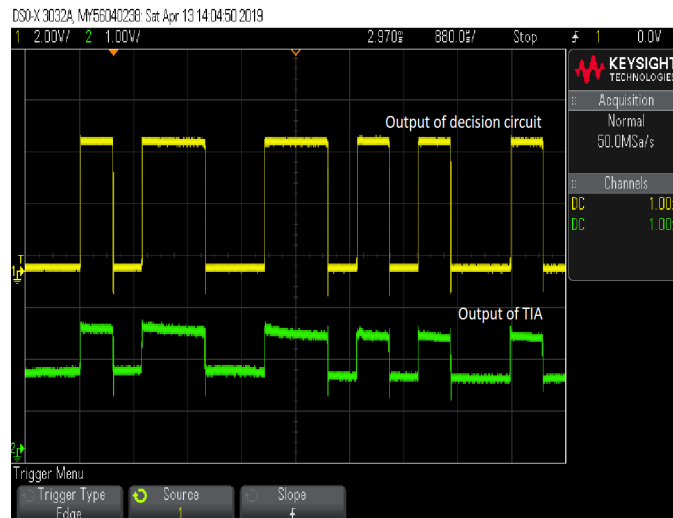 DSO-X 3032A, MY56040238: Sat Apr 13 14:04:50 2019
1 2.00V/ 2 1.00V/ 2.970s 880.0s/ Stop 1 0.0V
KEYSIGHT
TECHNOLOGIES
Acquisition
Normal
50.0MSa/s
Channels
DC 1.00:
DC 1.00:
Output of decision circuit
T
1
Output of TIA
2
Trigger Menu
Trigger Type Source Slope
Edge 1